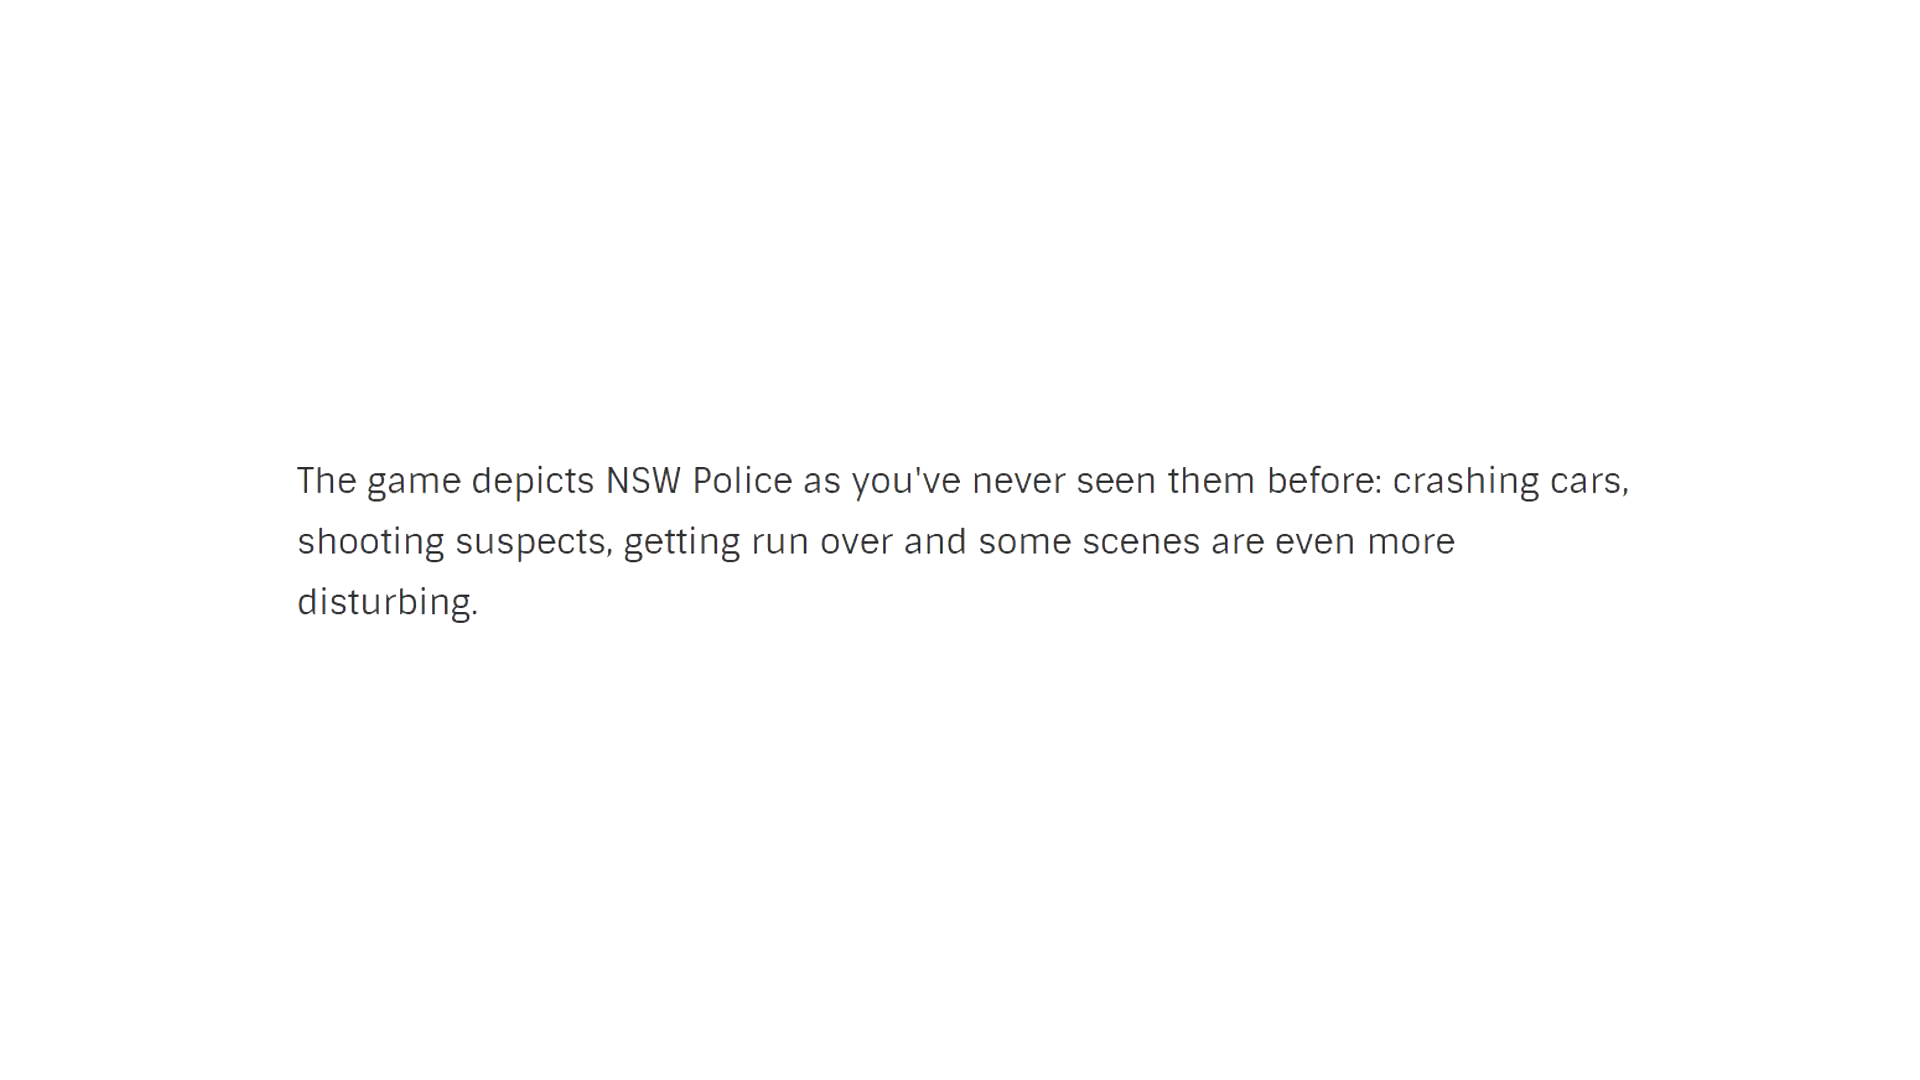 The game depicts NSW Police as you've never seen them before: crashing cars,
shooting suspects, getting run over and some scenes are even more
disturbing.